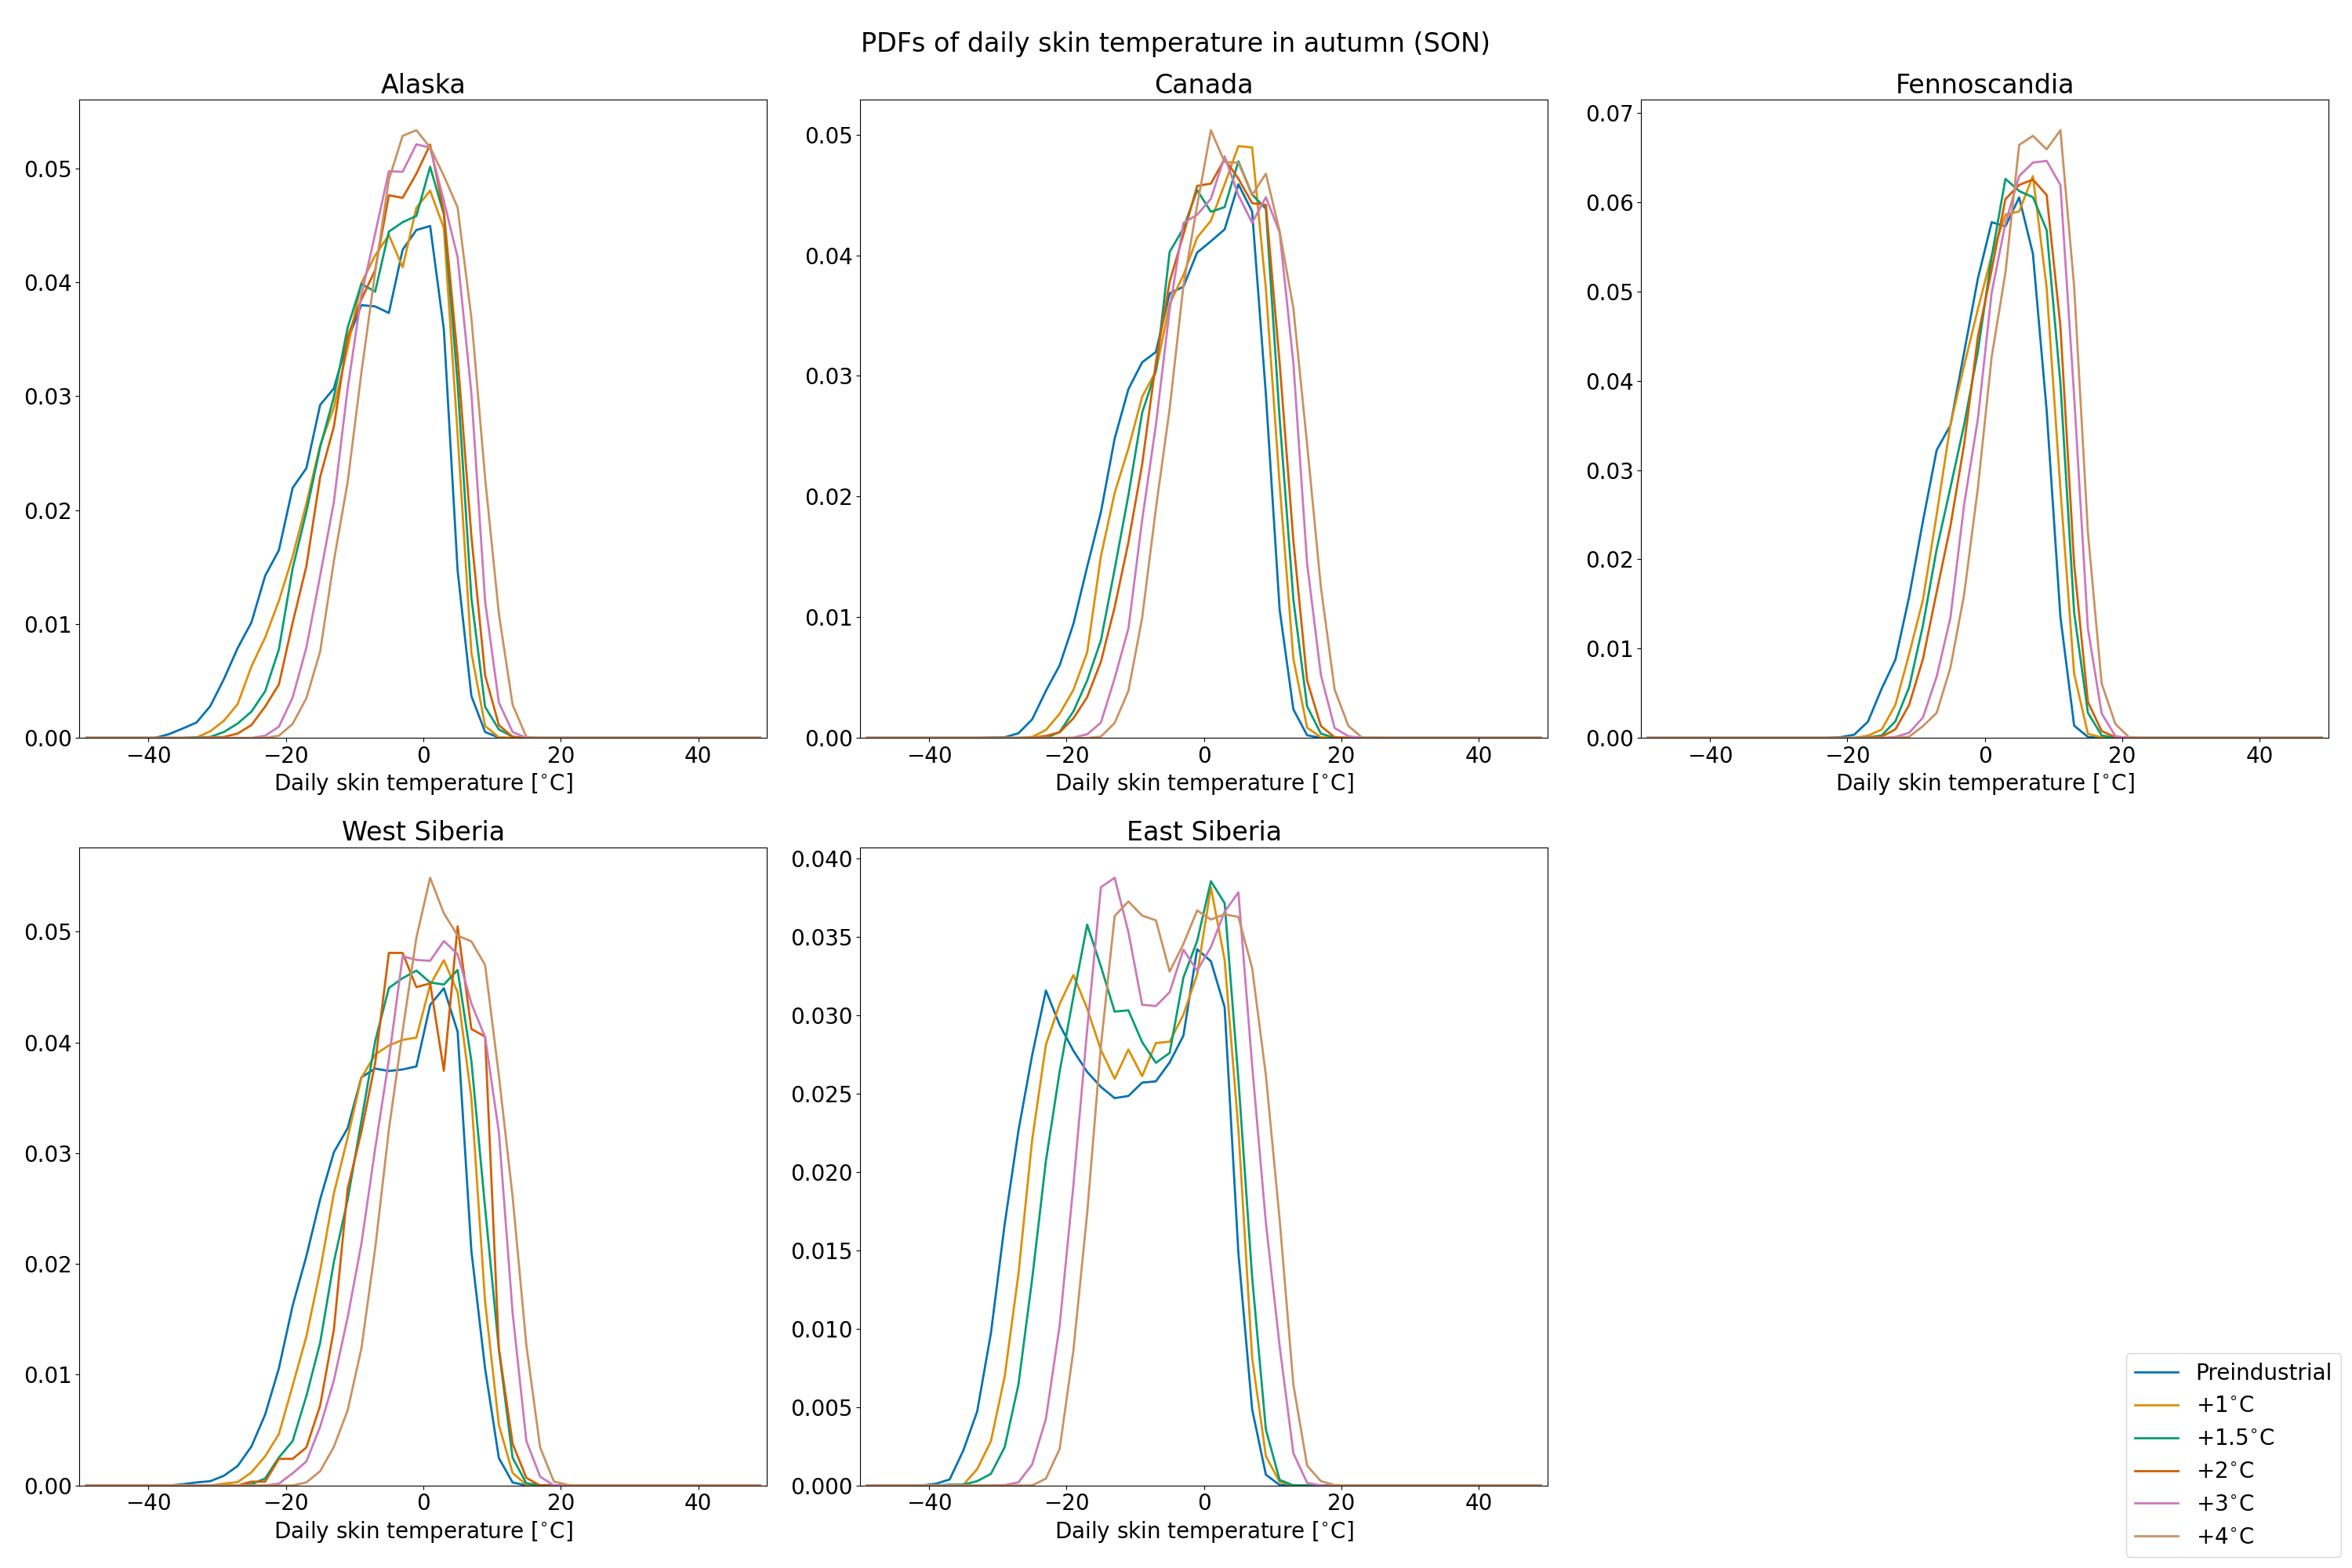 PDFs of daily skin temperature in autumn (SON)
Alaska
Canada
Fennoscandia
0.05
0.04
0.03
0.02
0.01
0.00
−40 −20 0 20 40
Daily skin temperature [°C]
0.05
0.04
0.03
0.02
0.01
0.00
−40 −20 0 20 40
Daily skin temperature [°C]
0.07
0.06
0.05
0.04
0.03
0.02
0.01
0.00
−40 −20 0 20 40
Daily skin temperature [°C]
West Siberia
0.05
0.04
0.03
0.02
0.01
0.00
−40 −20 0 20 40
Daily skin temperature [°C]
East Siberia
0.040
0.035
0.030
0.025
0.020
0.015
0.010
0.005
0.000
−40 −20 0 20 40
Daily skin temperature [°C]
Preindustrial
+1°C
+1.5°C
+2°C
+3°C
+4°C